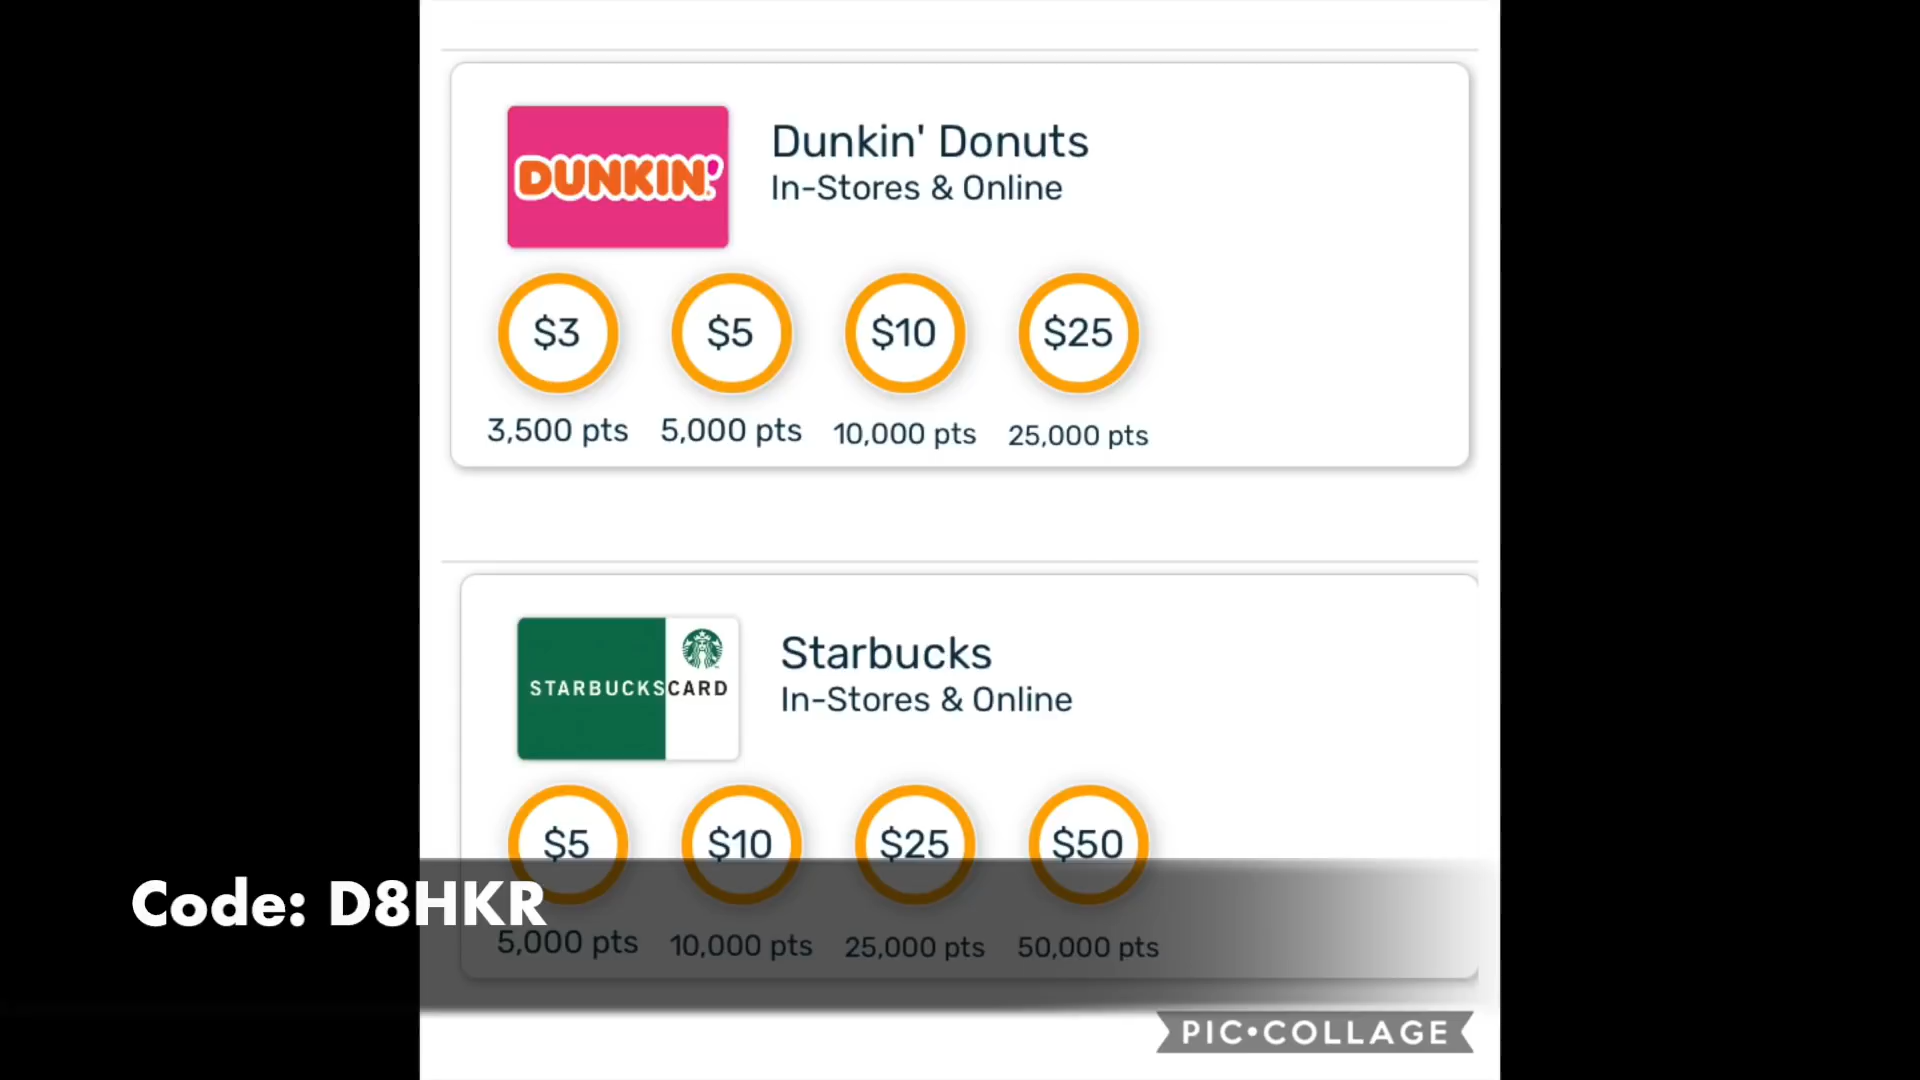 DUNKIN'
Dunkin' Donuts
In-Stores & Online
$3 $5 $10 $25
3,500 pts 5,000 pts 10,000 pts 25,000 pts
STARBUCKS CARD
Starbucks
In-Stores & Online
$5 $10 $25 $50
Code: D8HKR
5,000 pts 10,000 pts 25,000 pts 50,000 pts
PIC•COLLAGE